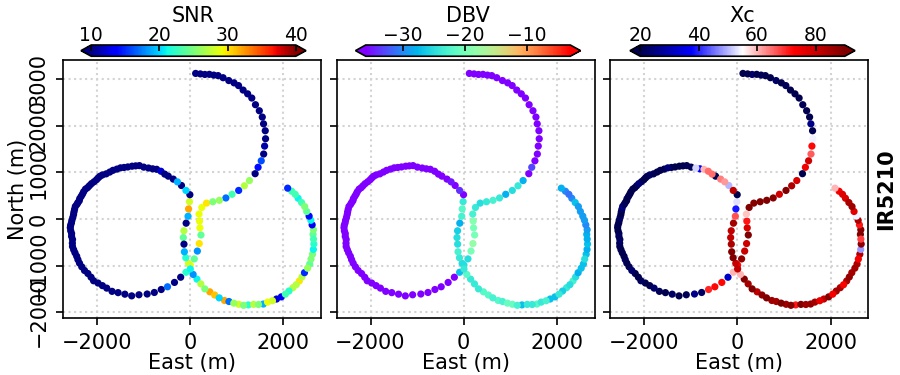 SNR DBV Xc
10 20 30 40 −30 −20 −10 20 40 60 80
North (m)
3000
2000
1000
0
−1000
−2000
IR5210
−2000 0 2000 −2000 0 2000 −2000 0 2000
East (m) East (m) East (m)